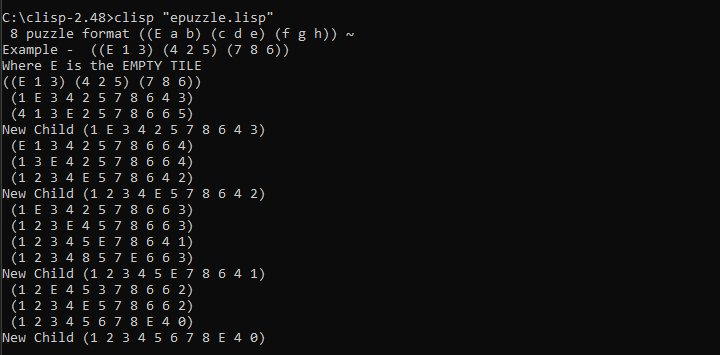 C:\clisp-2.48>clisp "epuzzle.lisp"
 8 puzzle format ((E a b) (c d e) (f g h)) ~
Example -  ((E 1 3) (4 2 5) (7 8 6))
Where E is the EMPTY TILE
((E 1 3) (4 2 5) (7 8 6))
 (1 E 3 4 2 5 7 8 6 4 3)
 (4 1 3 E 2 5 7 8 6 6 5)
New Child (1 E 3 4 2 5 7 8 6 4 3)
 (E 1 3 4 2 5 7 8 6 6 4)
 (1 3 E 4 2 5 7 8 6 6 4)
 (1 2 3 4 E 5 7 8 6 4 2)
New Child (1 2 3 4 E 5 7 8 6 4 2)
 (1 E 3 4 2 5 7 8 6 6 3)
 (1 2 3 E 4 5 7 8 6 6 3)
 (1 2 3 4 5 E 7 8 6 4 1)
 (1 2 3 4 8 5 7 E 6 6 3)
New Child (1 2 3 4 5 E 7 8 6 4 1)
 (1 2 E 4 5 3 7 8 6 6 2)
 (1 2 3 4 E 5 7 8 6 6 2)
 (1 2 3 4 5 6 7 8 E 4 0)
New Child (1 2 3 4 5 6 7 8 E 4 0)